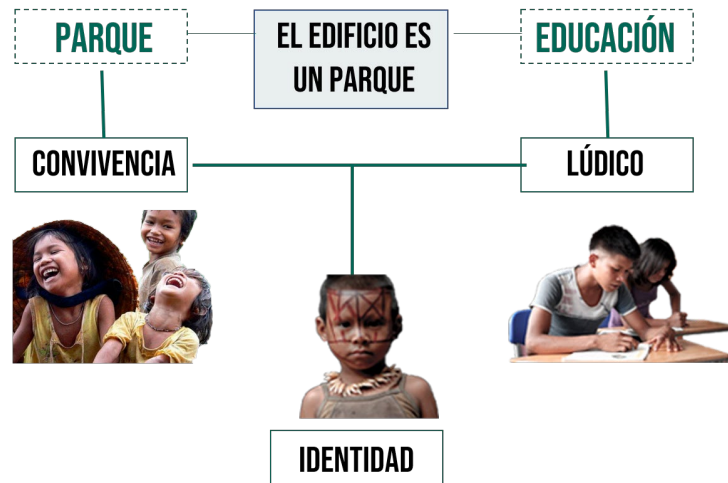 PARQUE
EL EDIFICIO ES
UN PARQUE
EDUCACIÓN
CONVIVENCIA
LÚDICO
IDENTIDAD